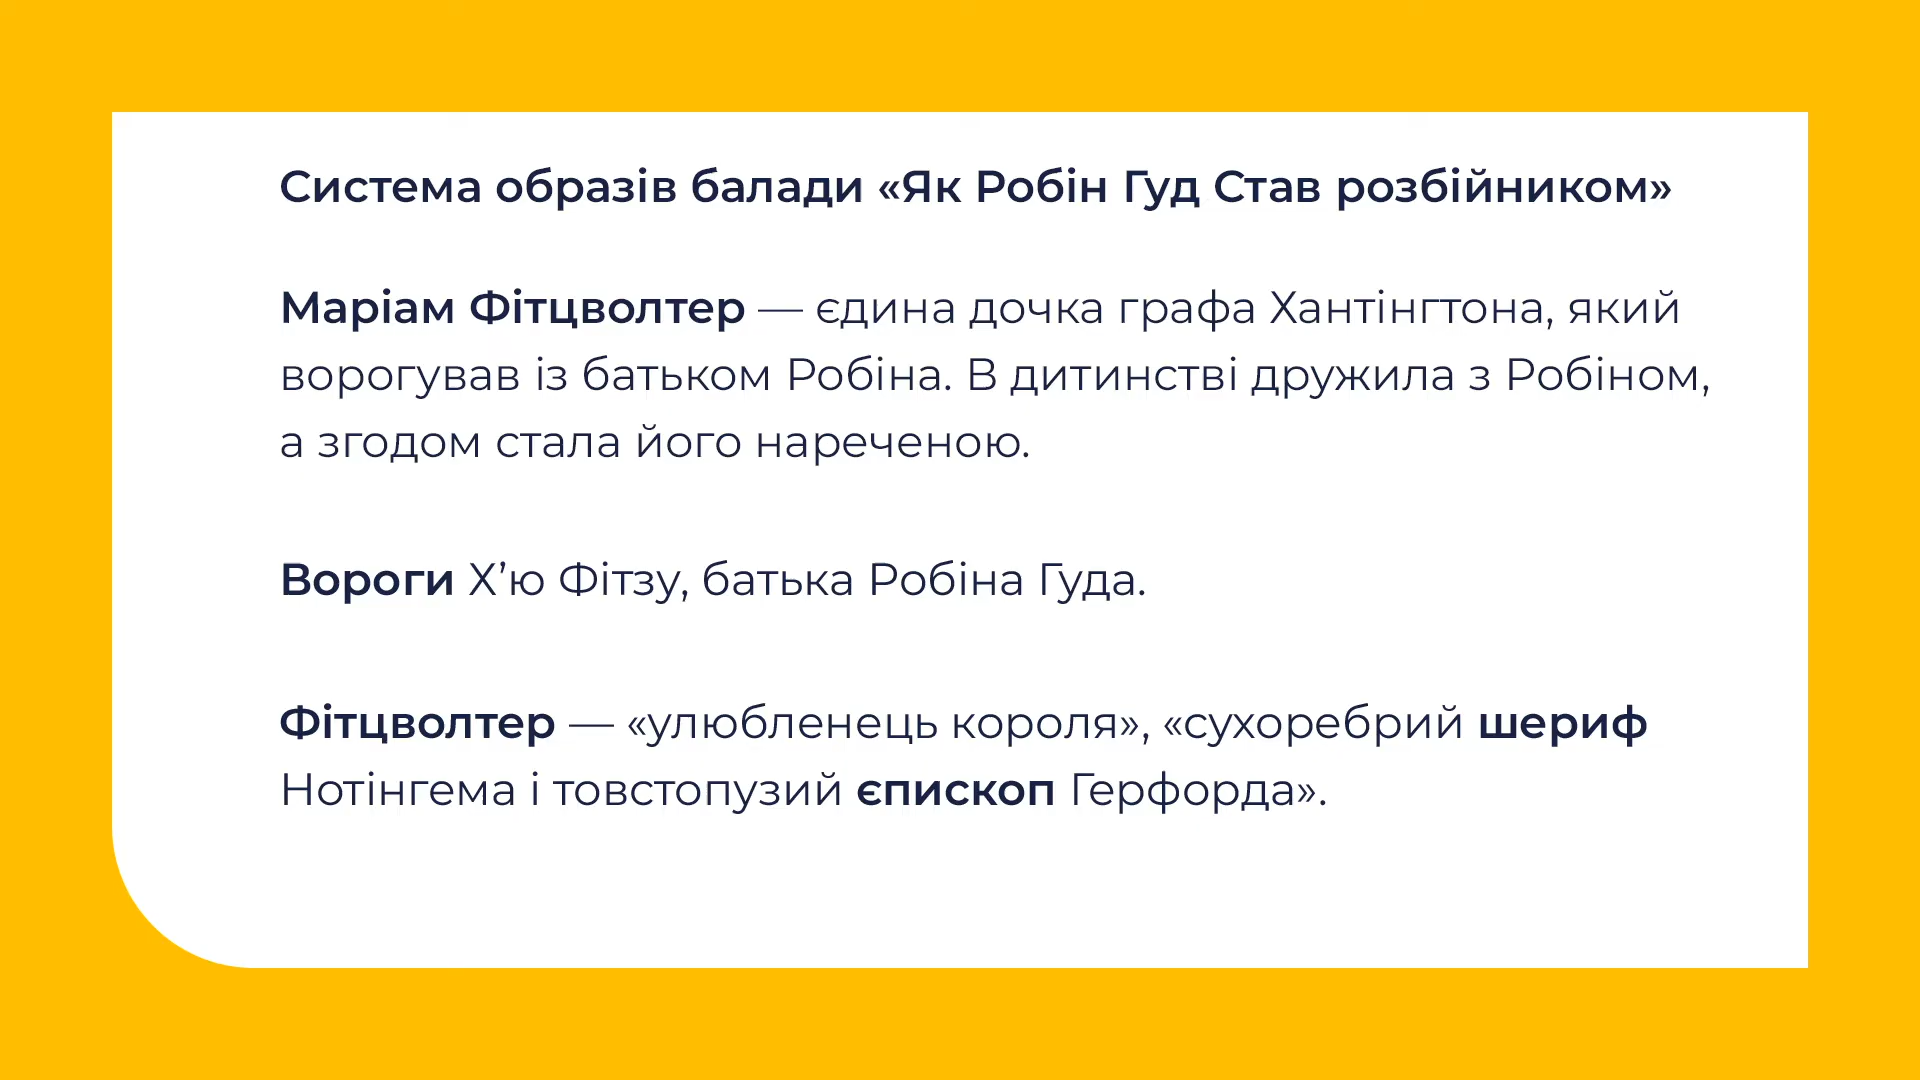 Система образів балади «Як Робін Гуд Став розбійником»
Маріам Фітцволтер — єдина дочка графа Хантінгтона, який
ворогував із батьком Робіна. В дитинстві дружила з Робіном,
а згодом стала його нареченою.
Вороги Х’ю Фітзу, батька Робіна Гуда.
Фітцволтер — «улюбленець короля», «сухоребрий шериф
Нотінгема і товстопузий єпископ Герфорда».